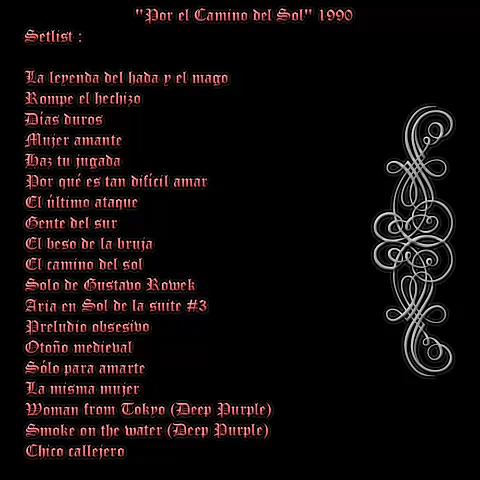 "Por el Camino del Sol" 1990
Setlist :
La leyenda del hada y el mago
Rompe el hechizo
Días duros
Mujer amante
Haz tu jugada
Por qué es tan difícil amar
El último ataque
Gente del sur
El beso de la bruja
El camino del sol
Solo de Gustavo Rowek
Aria en Sol de la suite #3
Preludio obsesivo
Otoño medieval
Sólo para amarte
La misma mujer
Woman from Tokyo (Deep Purple)
Smoke on the water (Deep Purple)
Chico callejero